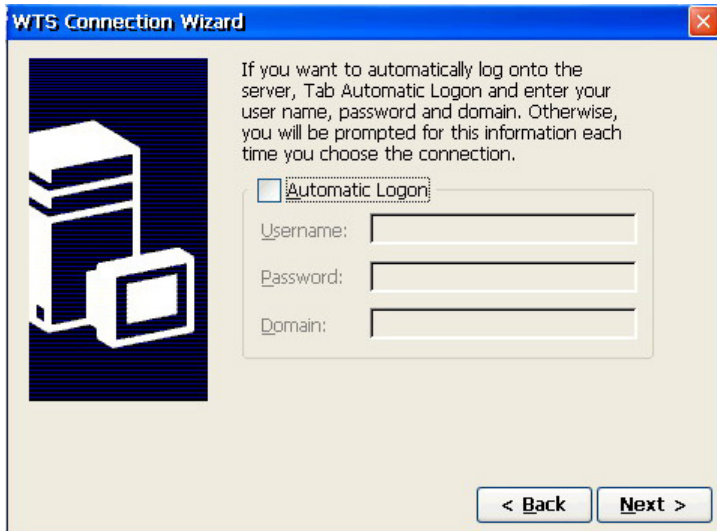 WTS Connection Wizard
If you want to automatically log onto the
server, Tab Automatic Logon and enter your
user name, password and domain. Otherwise,
you will be prompted for this information each
time you choose the connection.
Automatic Logon
Username:
Password:
Domain:
< Back
Next >